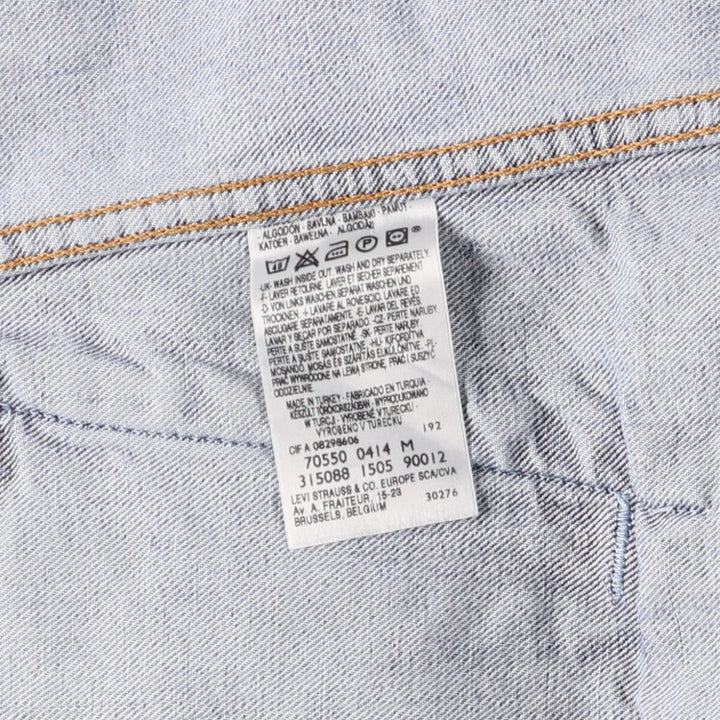 ALGODÓN · BAVLNA · BAMBAKI · PAMUT ·
KATOEN · BAWEŁNA · ALGODÃO
-UK- WASH INSIDE OUT. WASH AND DRY SEPARATELY.
-F- LAVER RETOURNE. LAVER ET SECHER SEPAREMENT
-D- VON LINKS WASCHEN SEPARAT WASCHEN UND
TROCKNEN. -I- LAVARE AL ROVESCIO. LAVARE ED
ASCIUGARE SEPARATAMENTE. -E- LAVAR DEL REVÉS.
LAVAR Y SECAR POR SEPARADO. -CZ- PERTE NARUBY.
PERTE A SUŠTE SAMOSTATNĚ. -SK- PERTE NARUBY.
PERTE A SUŠTE SAMOSTATNE. -HU- KIFORDÍTVA
MOSANDÓ. MOSÁS ÉS SZÁRÍTÁS ELKÜLÖNÍTVE. -PL-
PRAĆ WYWRÓCONE NA LEWĄ STRONĘ. PRAĆ I SUSZYĆ
ODDZIELNIE.
MADE IN TURKEY · FABRICADO EN TURQUIA ·
KÉSZÜLT TÖRÖKORSZÁGBAN · WYPRODUKOWANO
W TURCJI · VYROBENÉ V TURECKU ·
VYROBENO V TURECKU
CIF A 08298606 192
70550 0414 M
315088 1505 90012
LEVI STRAUSS & CO. EUROPE SCA/CVA
Av A. FRAITEUR, 15-23 30276
BRUSSELS, BELGIUM